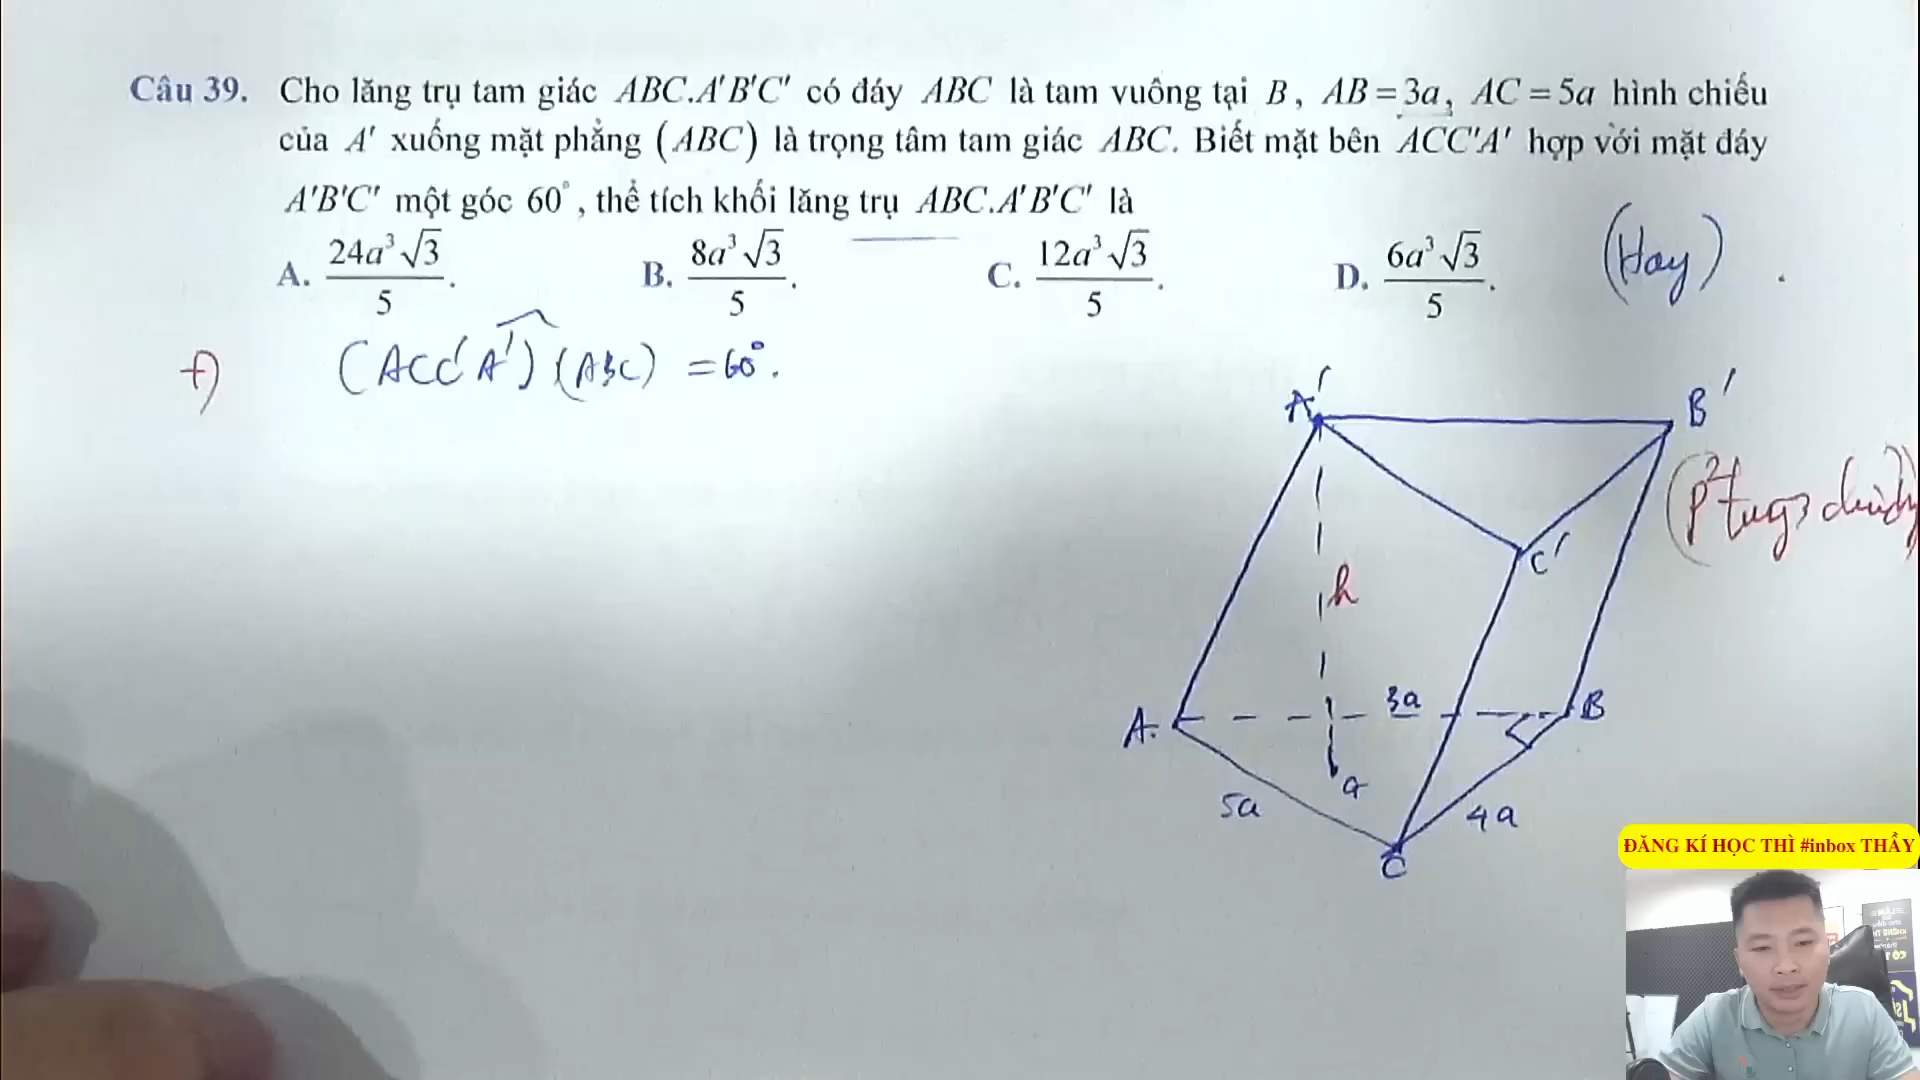 Câu 39. Cho lăng trụ tam giác ABC.A'B'C' có đáy ABC là tam vuông tại B, AB = 3a, AC = 5a hình chiếu
của A' xuống mặt phẳng (ABC) là trọng tâm tam giác ABC. Biết mặt bên ACC'A' hợp với mặt đáy
A'B'C' một góc 60°, thể tích khối lăng trụ ABC.A'B'C' là
A. 24a³√3/5. B. 8a³√3/5. C. 12a³√3/5. D. 6a³√3/5. (Hay)
+) (ACC'A') (ABC) = 60°.
A' B'
C'
h
3a
A B
G
5a 4a
C
ĐĂNG KÍ HỌC THÌ #inbox THẦY